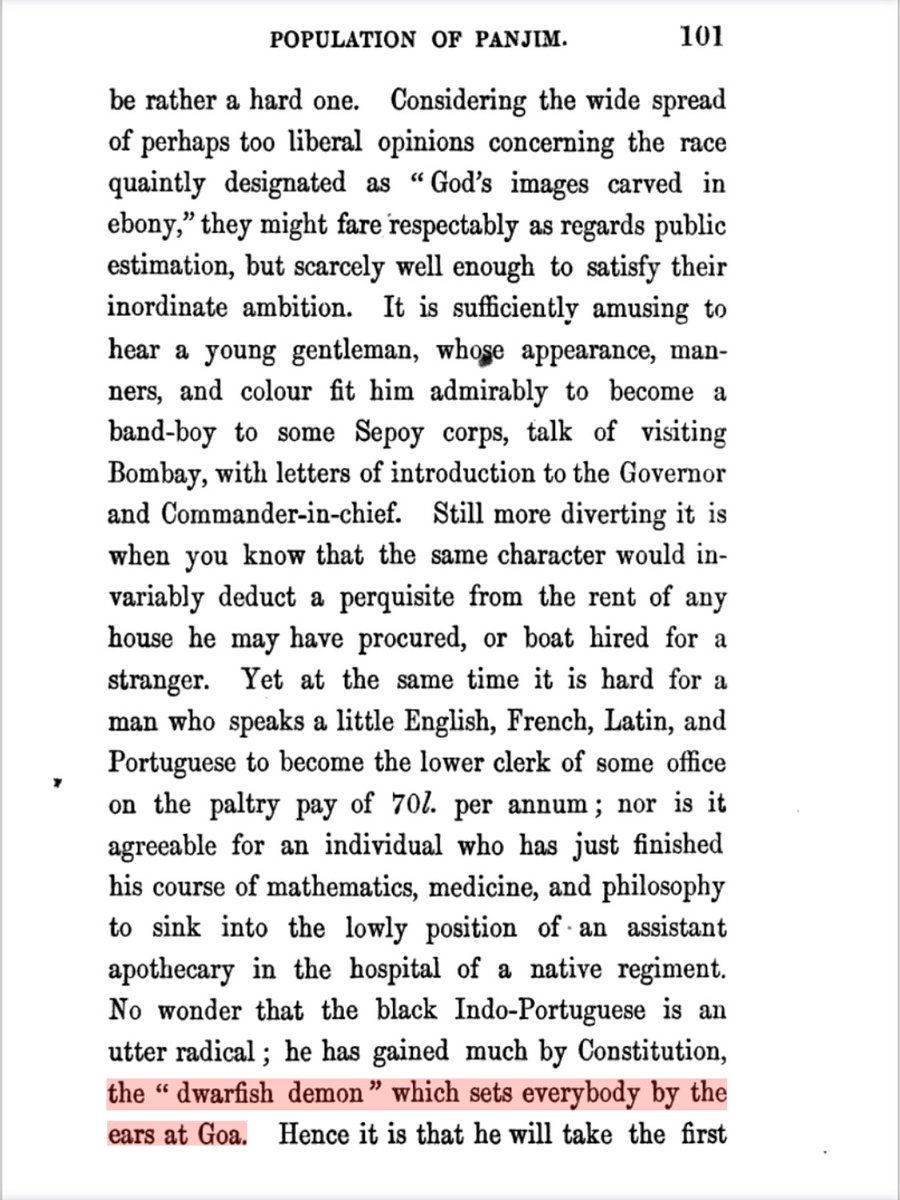 POPULATION OF PANJIM. 101
be rather a hard one. Considering the wide spread
of perhaps too liberal opinions concerning the race
quaintly designated as “ God’s images carved in
ebony,” they might fare respectably as regards public
estimation, but scarcely well enough to satisfy their
inordinate ambition. It is sufficiently amusing to
hear a young gentleman, whose appearance, man-
ners, and colour fit him admirably to become a
band-boy to some Sepoy corps, talk of visiting
Bombay, with letters of introduction to the Governor
and Commander-in-chief. Still more diverting it is
when you know that the same character would in-
variably deduct a perquisite from the rent of any
house he may have procured, or boat hired for a
stranger. Yet at the same time it is hard for a
man who speaks a little English, French, Latin, and
Portuguese to become the lower clerk of some office
on the paltry pay of 70l. per annum ; nor is it
agreeable for an individual who has just finished
his course of mathematics, medicine, and philosophy
to sink into the lowly position of an assistant
apothecary in the hospital of a native regiment.
No wonder that the black Indo-Portuguese is an
utter radical ; he has gained much by Constitution,
the “ dwarfish demon ” which sets everybody by the
ears at Goa. Hence it is that he will take the first